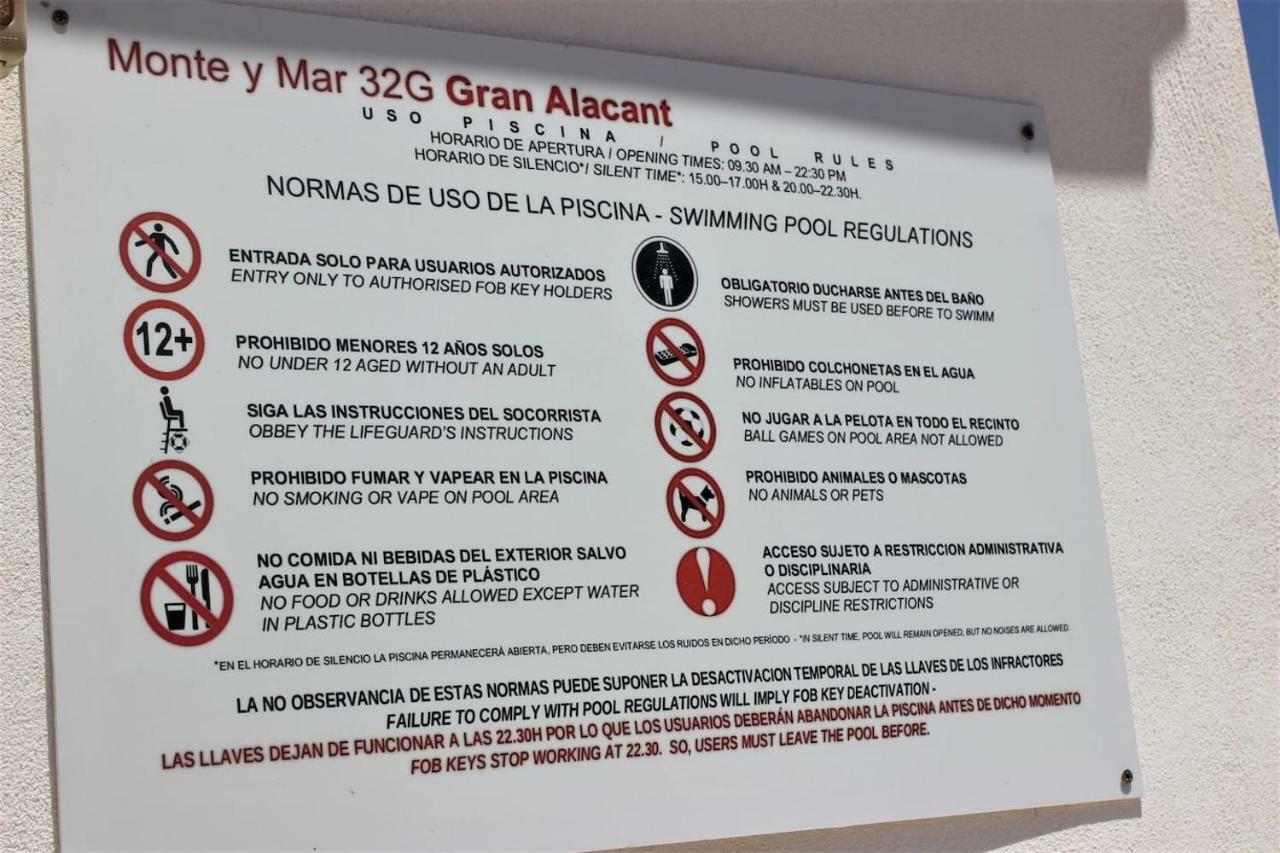 Monte y Mar 32G Gran Alacant
USO PISCINA / POOL RULES
HORARIO DE APERTURA / OPENING TIMES: 09.30 AM – 22:30 PM
HORARIO DE SILENCIO*/ SILENT TIME*: 15.00–17.00H & 20.00–22.30H.
NORMAS DE USO DE LA PISCINA - SWIMMING POOL REGULATIONS
ENTRADA SOLO PARA USUARIOS AUTORIZADOS
ENTRY ONLY TO AUTHORISED FOB KEY HOLDERS
12+
PROHIBIDO MENORES 12 AÑOS SOLOS
NO UNDER 12 AGED WITHOUT AN ADULT
SIGA LAS INSTRUCCIONES DEL SOCORRISTA
OBBEY THE LIFEGUARD'S INSTRUCTIONS
PROHIBIDO FUMAR Y VAPEAR EN LA PISCINA
NO SMOKING OR VAPE ON POOL AREA
NO COMIDA NI BEBIDAS DEL EXTERIOR SALVO
AGUA EN BOTELLAS DE PLÁSTICO
NO FOOD OR DRINKS ALLOWED EXCEPT WATER
IN PLASTIC BOTTLES
OBLIGATORIO DUCHARSE ANTES DEL BAÑO
SHOWERS MUST BE USED BEFORE TO SWIMM
PROHIBIDO COLCHONETAS EN EL AGUA
NO INFLATABLES ON POOL
NO JUGAR A LA PELOTA EN TODO EL RECINTO
BALL GAMES ON POOL AREA NOT ALLOWED
PROHIBIDO ANIMALES O MASCOTAS
NO ANIMALS OR PETS
ACCESO SUJETO A RESTRICCION ADMINISTRATIVA
O DISCIPLINARIA
ACCESS SUBJECT TO ADMINISTRATIVE OR
DISCIPLINE RESTRICTIONS
*EN EL HORARIO DE SILENCIO LA PISCINA PERMANECERÁ ABIERTA, PERO DEBEN EVITARSE LOS RUIDOS EN DICHO PERÍODO - *IN SILENT TIME, POOL WILL REMAIN OPENED, BUT NO NOISES ARE ALLOWED.
LA NO OBSERVANCIA DE ESTAS NORMAS PUEDE SUPONER LA DESACTIVACION TEMPORAL DE LAS LLAVES DE LOS INFRACTORES
FAILURE TO COMPLY WITH POOL REGULATIONS WILL IMPLY FOB KEY DEACTIVATION -
LAS LLAVES DEJAN DE FUNCIONAR A LAS 22.30H POR LO QUE LOS USUARIOS DEBERÁN ABANDONAR LA PISCINA ANTES DE DICHO MOMENTO
FOB KEYS STOP WORKING AT 22.30. SO, USERS MUST LEAVE THE POOL BEFORE.